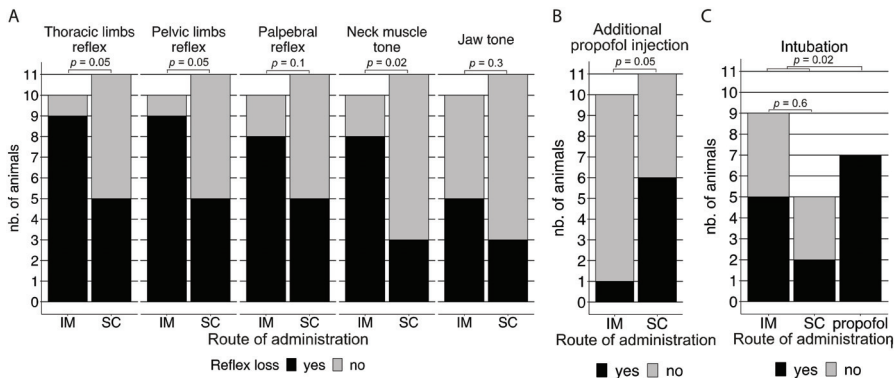 A
Thoracic limbs reflex
p = 0.05
Pelvic limbs reflex
p = 0.05
Palpebral reflex
p = 0.1
Neck muscle tone
p = 0.02
Jaw tone
p = 0.3
nb. of animals
11
10
9
8
7
6
5
4
3
2
1
0
IM SC IM SC IM SC IM SC IM SC
Route of administration
Reflex loss yes no
B
Additional
propofol injection
p = 0.05
nb. of animals
11
10
9
8
7
6
5
4
3
2
1
0
IM SC
Route of administration
yes no
C
Intubation
p = 0.02
p = 0.6
nb. of animals
11
10
9
8
7
6
5
4
3
2
1
0
IM SC propofol
Route of administration
yes no